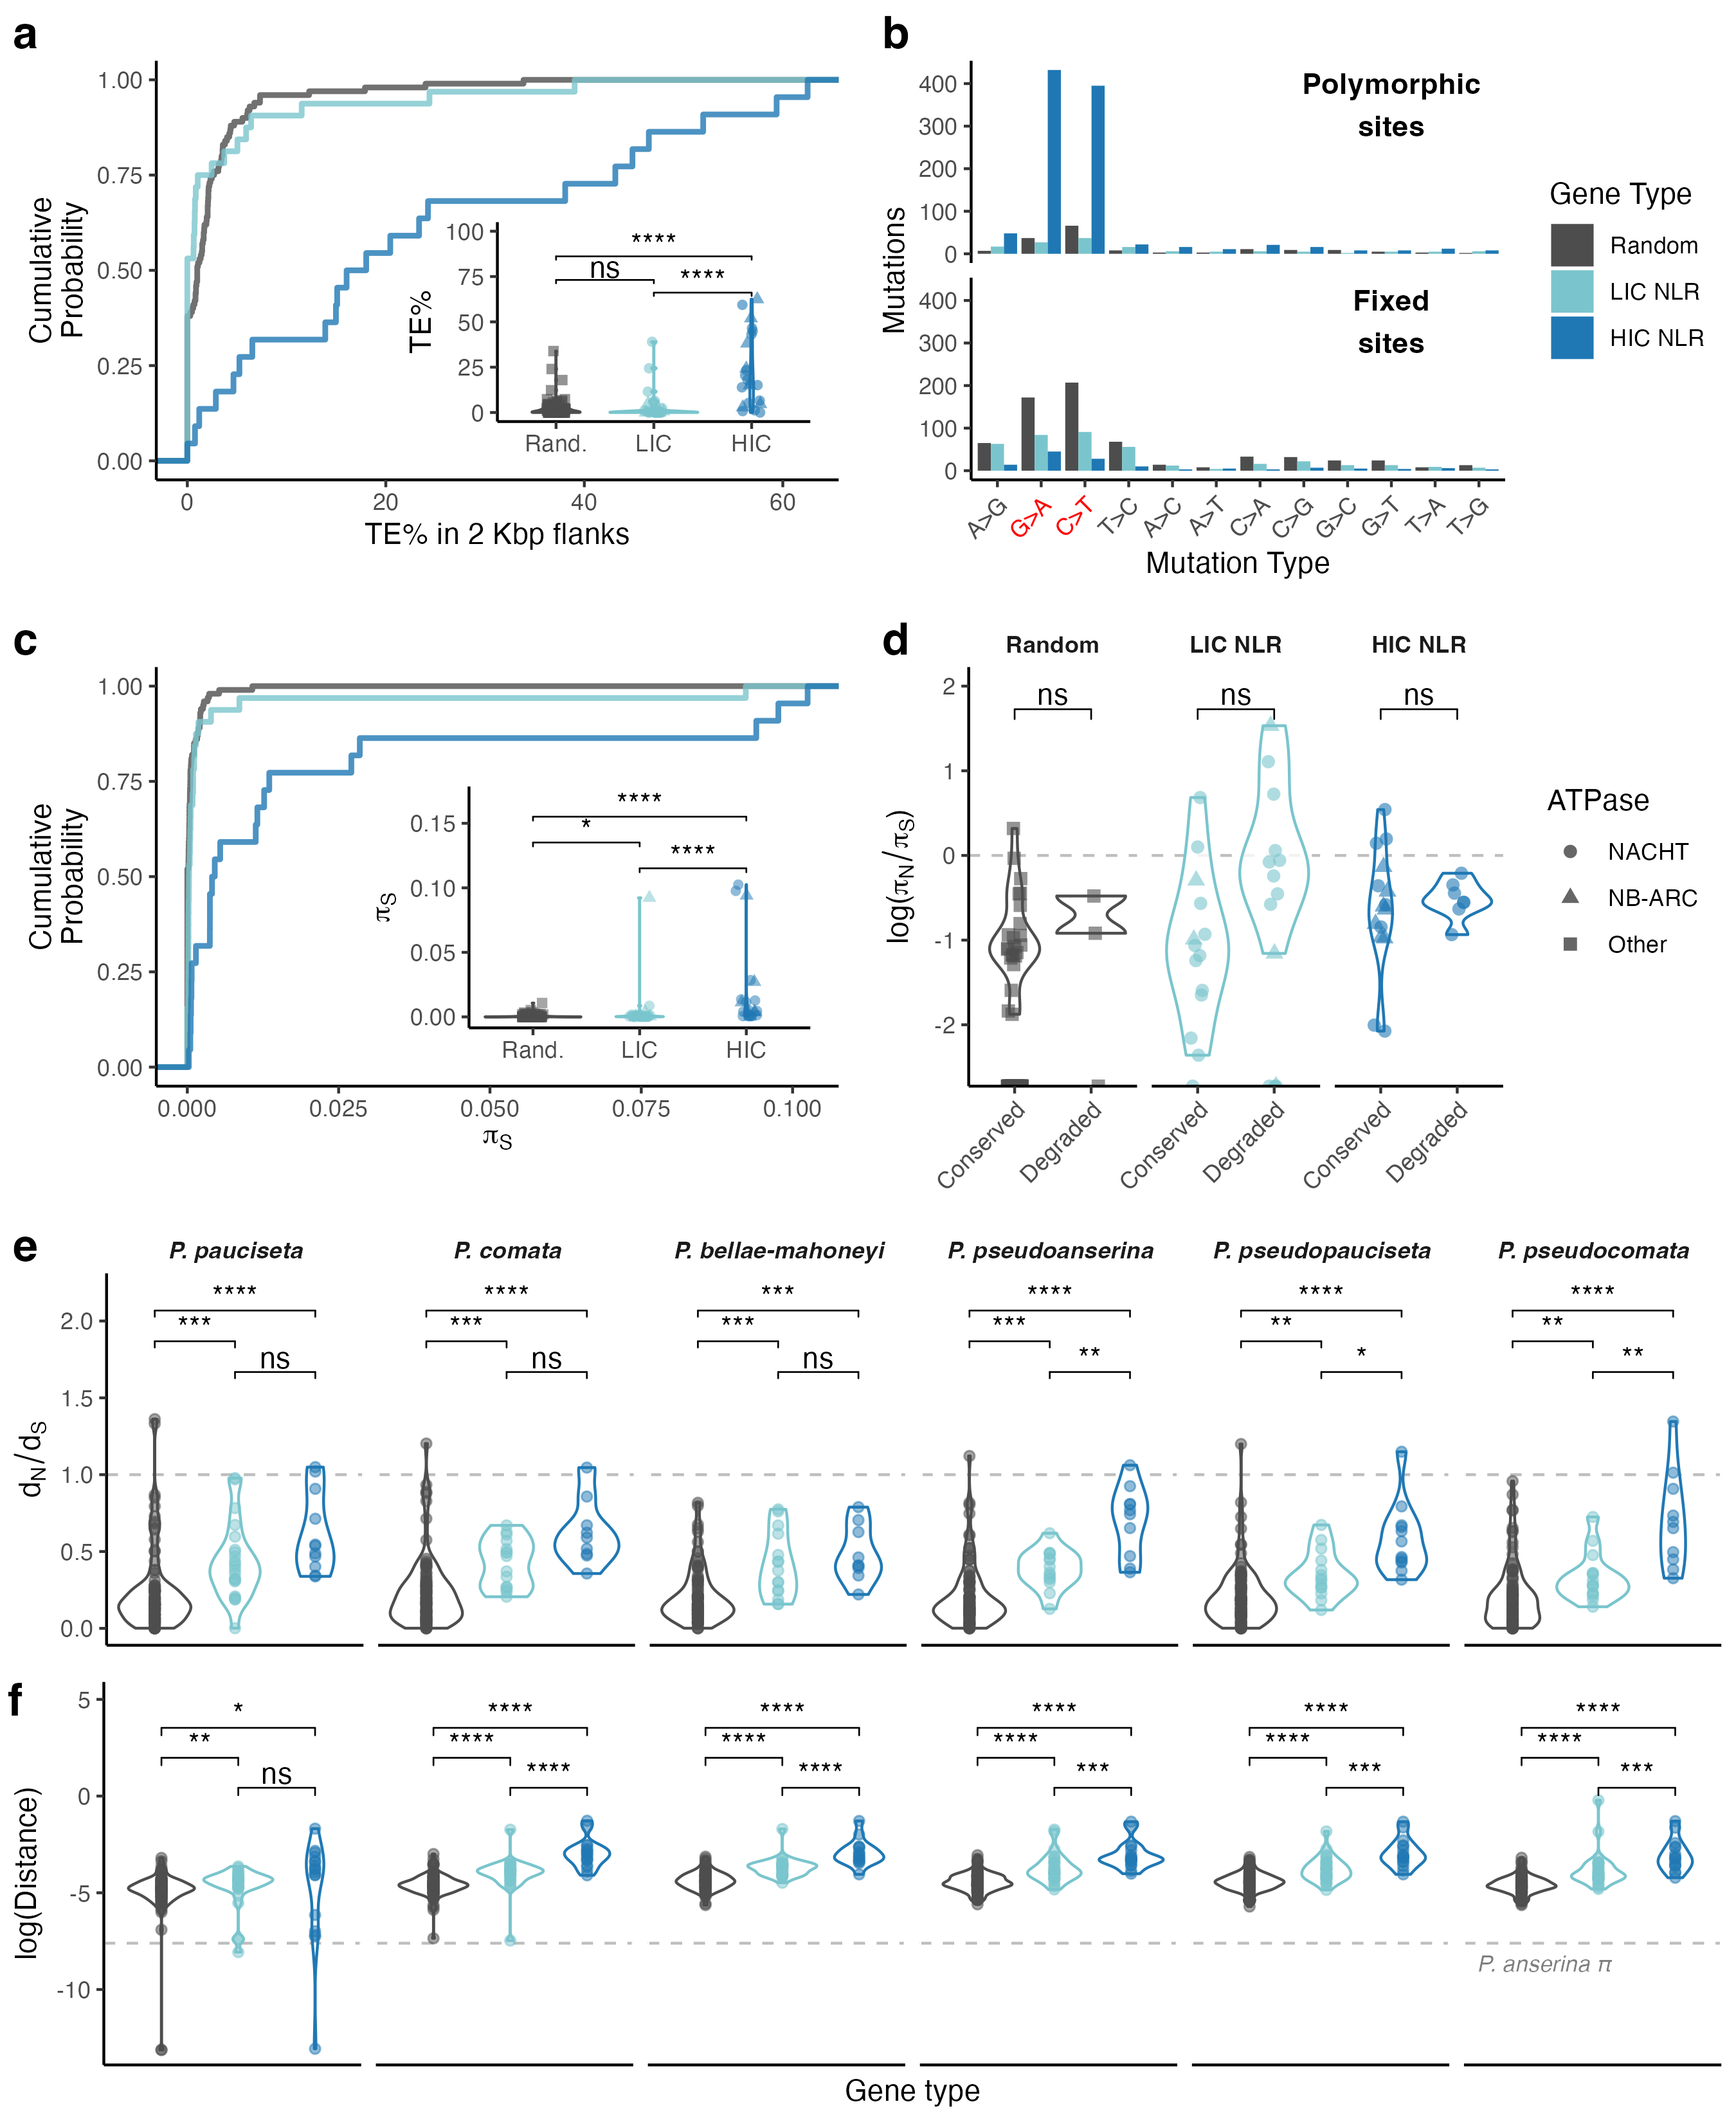 a
1.00
0.75
0.50
0.25
0.00
Cumulative
Probability
0 20 40 60
TE% in 2 Kbp flanks
100
75
50
25
0
TE%
****
ns ****
Rand. LIC HIC
b
Polymorphic
sites
400
300
200
100
0
Mutations
Fixed
sites
400
300
200
100
0
A>G G>A C>T T>C A>C A>T C>A C>G G>C G>T T>A T>G
Mutation Type
Gene Type
Random
LIC NLR
HIC NLR
c
1.00
0.75
0.50
0.25
0.00
Cumulative
Probability
0.000 0.025 0.050 0.075 0.100
πS
0.15
0.10
0.05
0.00
πS
****
*
****
Rand. LIC HIC
d
Random LIC NLR HIC NLR
ns ns ns
2
1
0
-1
-2
log(πN/πS)
Conserved Degraded Conserved Degraded Conserved Degraded
ATPase
NACHT
NB-ARC
Other
e
P. pauciseta P. comata P. bellae-mahoneyi P. pseudoanserina P. pseudopauciseta P. pseudocomata
**** **** *** **** **** ****
*** *** *** *** ** **
ns ns ns ** * **
2.0
1.5
1.0
0.5
0.0
dN/dS
f
* **** **** **** **** ****
** **** **** **** **** ****
ns **** **** *** *** ***
5
0
-5
-10
log(Distance)
P. anserina π
Gene type